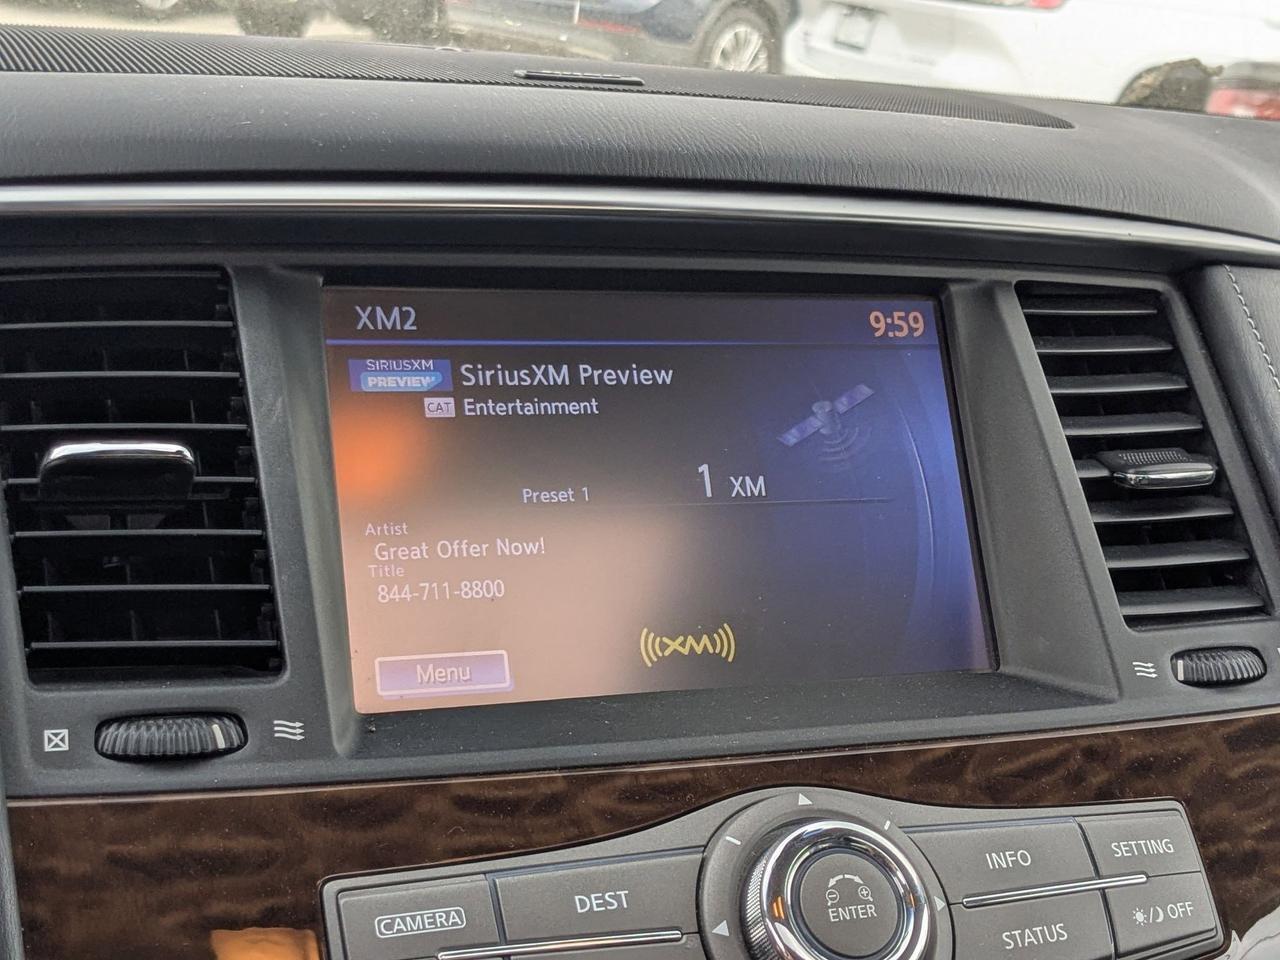 XM2
9:59
SIRIUSXM
PREVIEW
SiriusXM Preview
CAT Entertainment
1 XM
Preset 1
Artist
Great Offer Now!
Title
844-711-8800
((XM))
Menu
CAMERA
DEST
ENTER
INFO
SETTING
STATUS
OFF